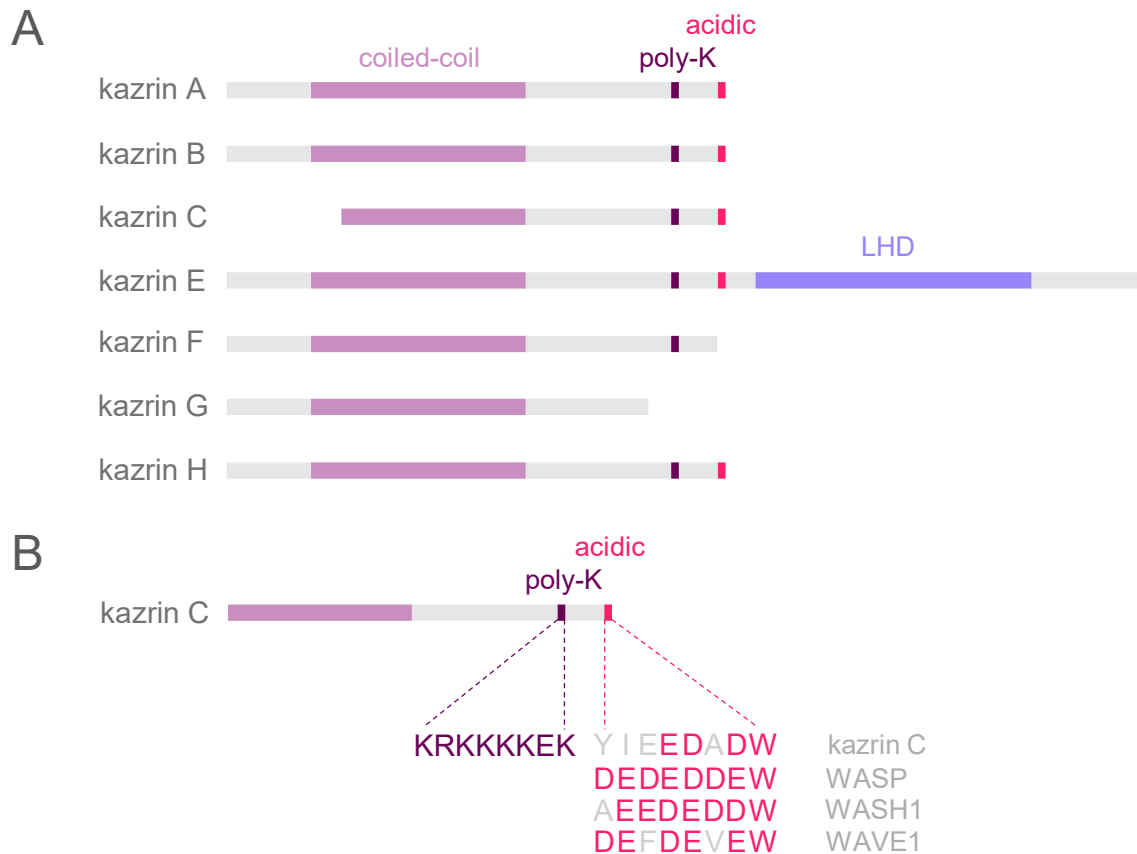 A
acidic
coiled-coil
poly-K
kazrin A
kazrin B
kazrin C
LHD
kazrin E
kazrin F
kazrin G
kazrin H
B
acidic
poly-K
kazrin C
KRKKKKEK YIEEDADW kazrin C
DEDEDDEW WASP
AEEDEDDW WASH1
DEFDEVEW WAVE1